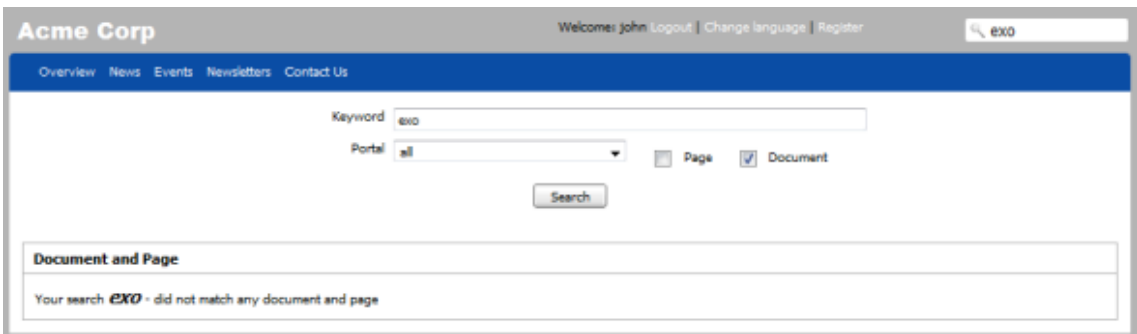 Acme Corp
Welcome: john Logout | Change language | Register
exo
Overview News Events Newsletters Contact Us
Keyword exo
Portal all Page Document
Search
Document and Page
Your search exo - did not match any document and page